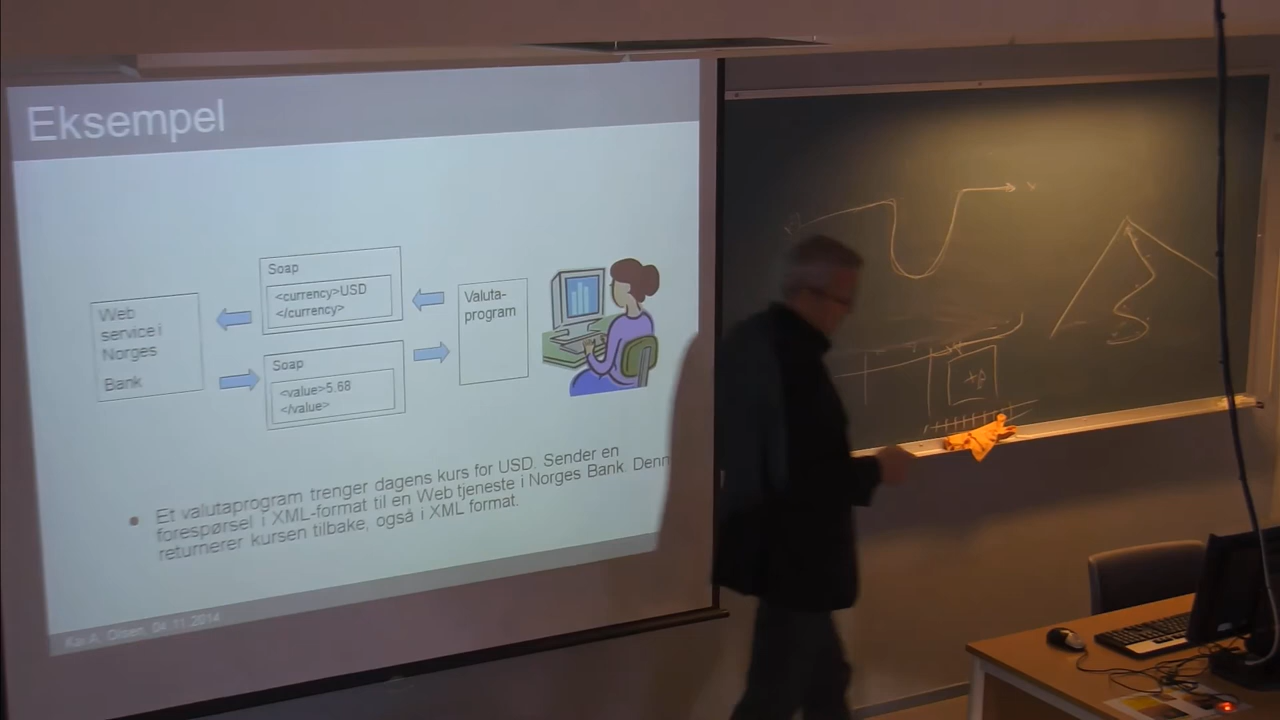 Eksempel
Soap
<currency>USD
</currency>
Web
service i
Norges
Bank
Valuta-
program
Soap
<value>5.68
</value>
• Et valutaprogram trenger dagens kurs for USD. Sender en
forespørsel i XML-format til en Web tjeneste i Norges Bank. Denn
returnerer kursen tilbake, også i XML format.
Kai A. Olsen, 04.11.2014